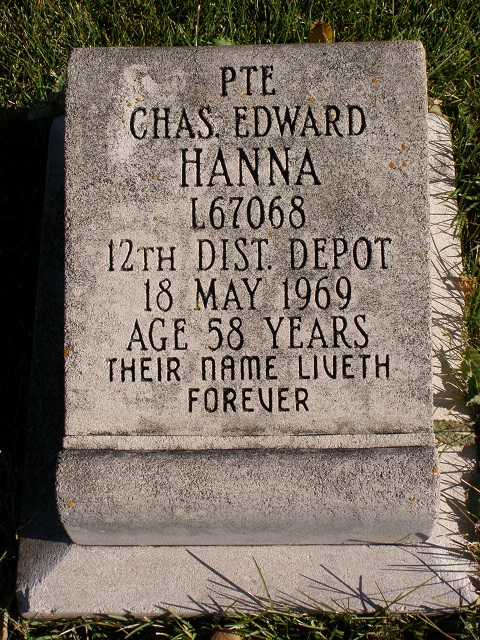 PTE
CHAS. EDWARD
HANNA
L67068
12TH DIST. DEPOT
18 MAY 1969
AGE 58 YEARS
THEIR NAME LIVETH
FOREVER